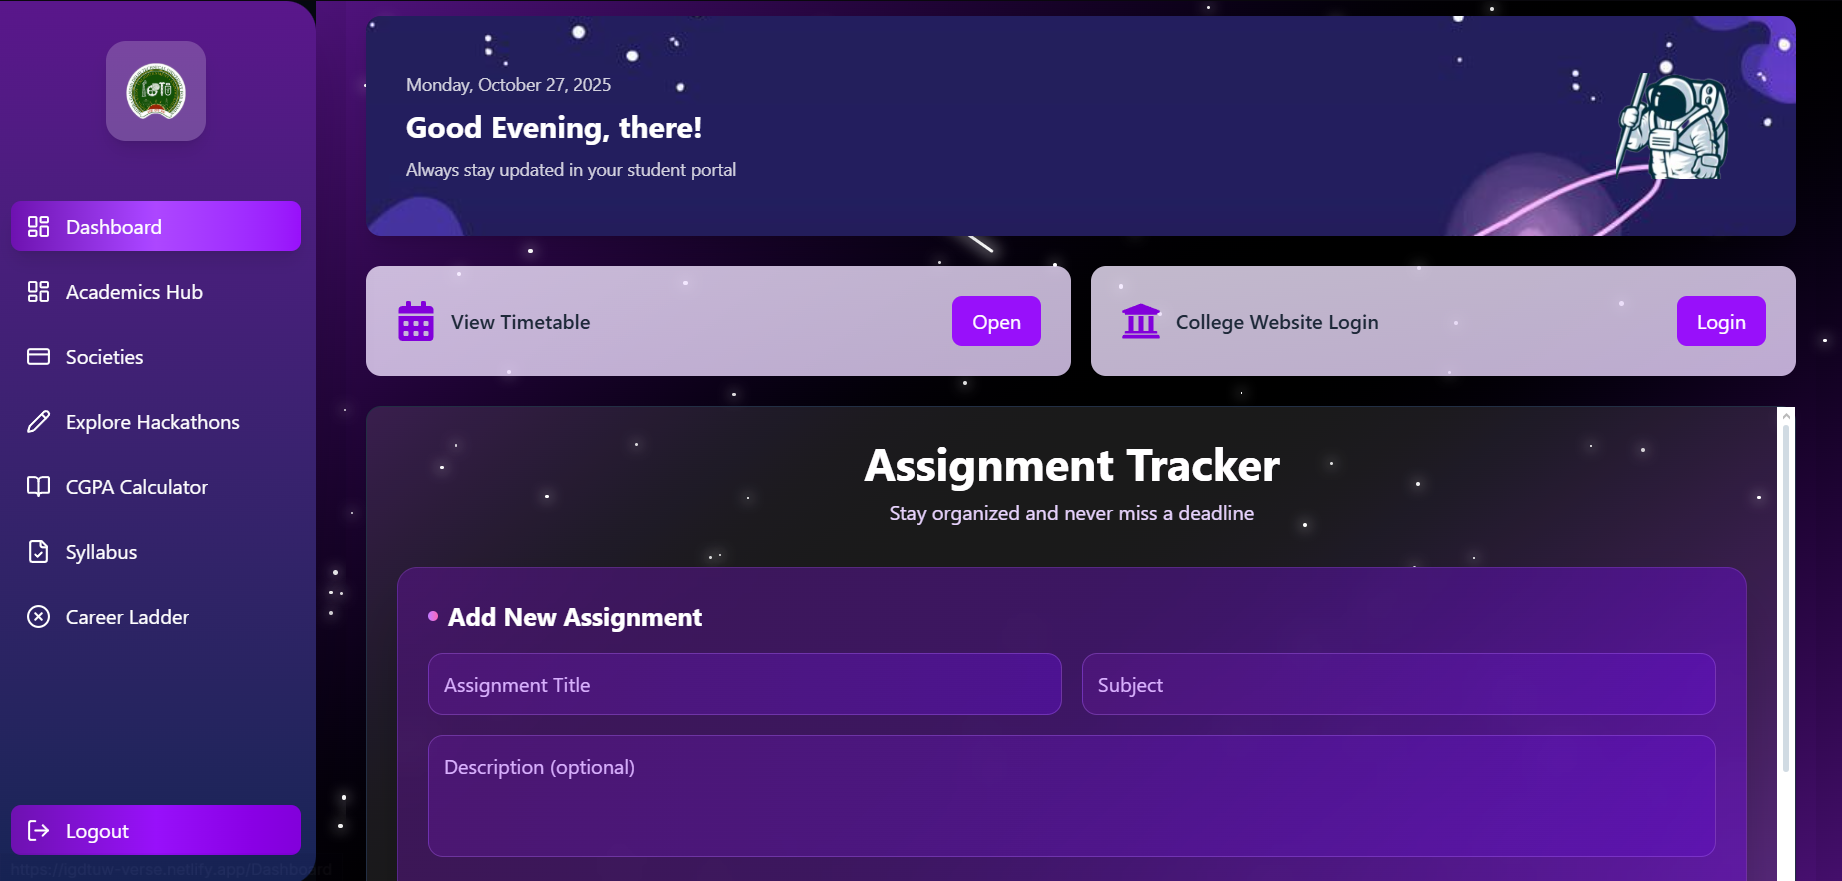 Dashboard
Academics Hub
Societies
Explore Hackathons
CGPA Calculator
Syllabus
Career Ladder
Logout
https://igdtuw-verse.netlify.app/Dashboard
Monday, October 27, 2025
Good Evening, there!
Always stay updated in your student portal
View Timetable
Open
College Website Login
Login
Assignment Tracker
Stay organized and never miss a deadline
Add New Assignment
Assignment Title
Subject
Description (optional)